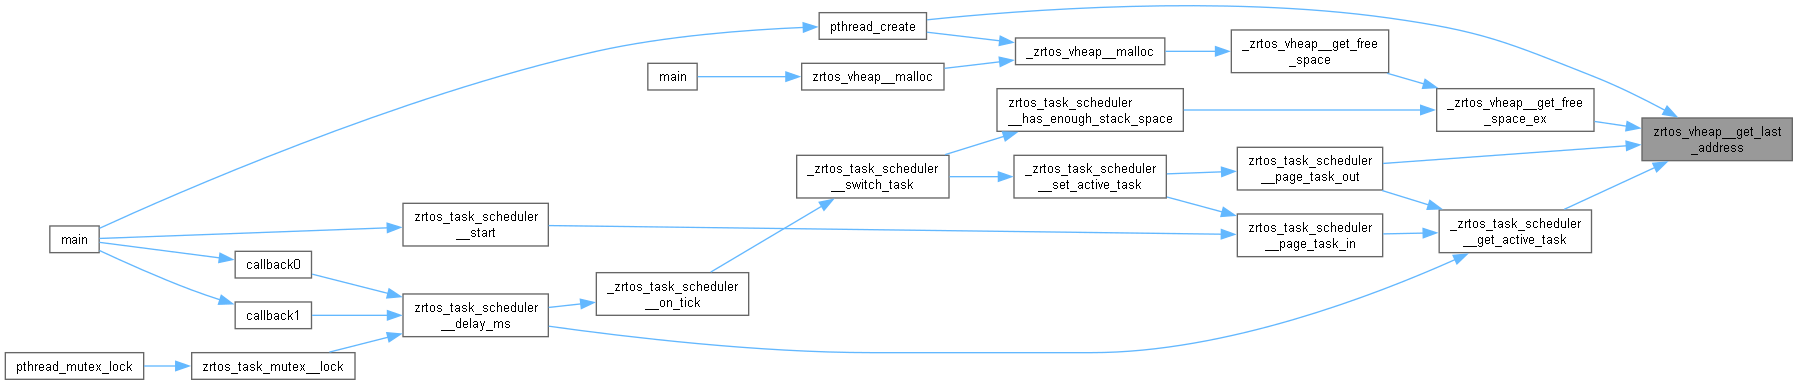 pthread_create
_zrtos_vheap__malloc
_zrtos_vheap__get_free
_space
main
zrtos_vheap__malloc
zrtos_task_scheduler
__has_enough_stack_space
_zrtos_vheap__get_free
_space_ex
zrtos_vheap__get_last
_address
_zrtos_task_scheduler
__switch_task
_zrtos_task_scheduler
__set_active_task
zrtos_task_scheduler
__page_task_out
zrtos_task_scheduler
__start
zrtos_task_scheduler
__page_task_in
_zrtos_task_scheduler
__get_active_task
main
callback0
_zrtos_task_scheduler
__on_tick
callback1
zrtos_task_scheduler
__delay_ms
pthread_mutex_lock
zrtos_task_mutex__lock